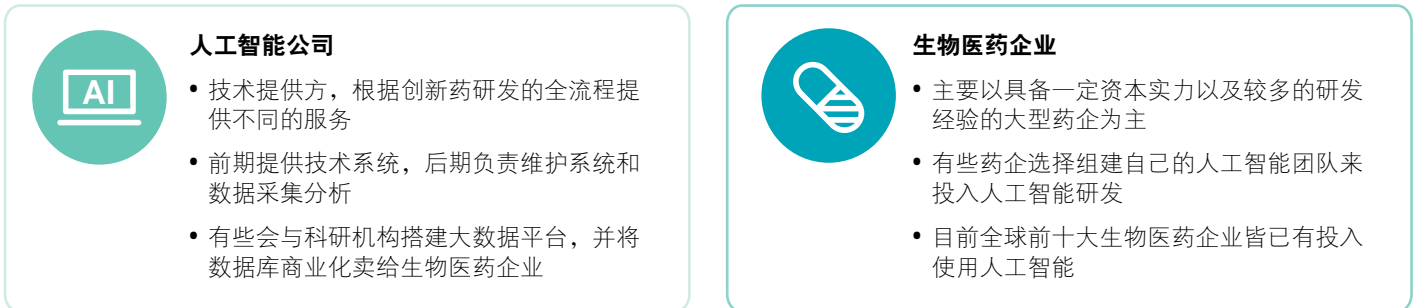 AI
人工智能公司
• 技术提供方，根据创新药研发的全流程提
供不同的服务
• 前期提供技术系统，后期负责维护系统和
数据采集分析
• 有些会与科研机构搭建大数据平台，并将
数据库商业化卖给生物医药企业
生物医药企业
• 主要以具备一定资本实力以及较多的研发
经验的大型药企为主
• 有些药企选择组建自己的人工智能团队来
投入人工智能研发
• 目前全球前十大生物医药企业皆已有投入
使用人工智能